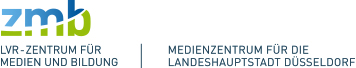 zmb
LVR-ZENTRUM FÜR
MEDIEN UND BILDUNG
MEDIENZENTRUM FÜR DIE
LANDESHAUPTSTADT DÜSSELDORF